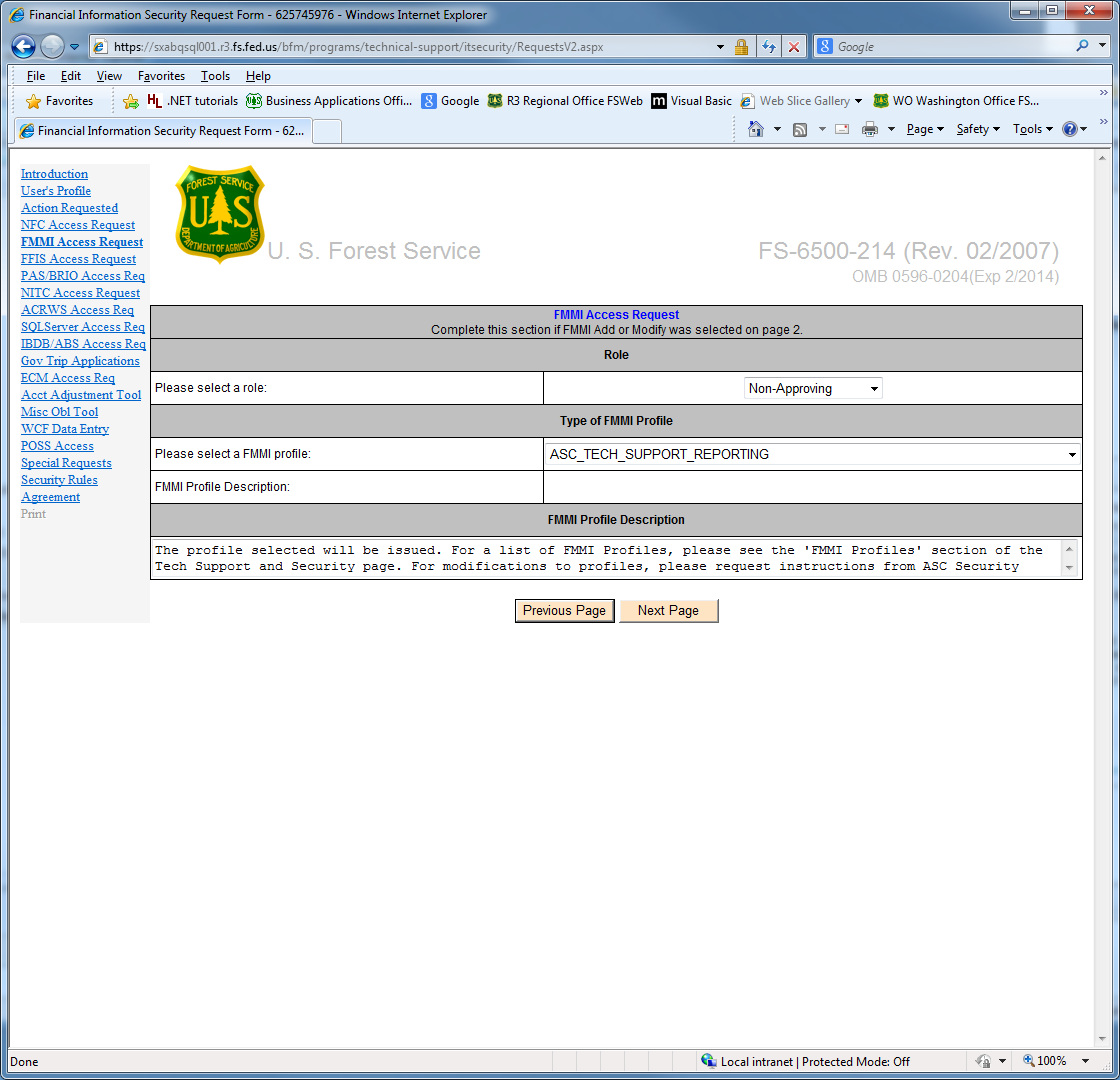 Financial Information Security Request Form - 625745976 - Windows Internet Explorer
https://sxabqsql001.r3.fs.fed.us/bfm/programs/technical-support/itsecurity/RequestsV2.aspx
Google
File Edit View Favorites Tools Help
Favorites HL .NET tutorials Business Applications Offi... Google R3 Regional Office FSWeb m Visual Basic Web Slice Gallery WO Washington Office FS...
Financial Information Security Request Form - 62...
Page Safety Tools
Introduction
User's Profile
Action Requested
NFC Access Request
FMMI Access Request
FFIS Access Request
PAS/BRIO Access Req
NITC Access Request
ACRWS Access Req
SQLServer Access Req
IBDB/ABS Access Req
Gov Trip Applications
ECM Access Req
Acct Adjustment Tool
Misc Obl Tool
WCF Data Entry
POSS Access
Special Requests
Security Rules
Agreement
Print
FOREST SERVICE
U S
DEPARTMENT OF AGRICULTURE
U. S. Forest Service
FS-6500-214 (Rev. 02/2007)
OMB 0596-0204(Exp 2/2014)
FMMI Access Request
Complete this section if FMMI Add or Modify was selected on page 2.
Role
Please select a role: Non-Approving
Type of FMMI Profile
Please select a FMMI profile: ASC_TECH_SUPPORT_REPORTING
FMMI Profile Description:
FMMI Profile Description
The profile selected will be issued. For a list of FMMI Profiles, please see the 'FMMI Profiles' section of the
Tech Support and Security page. For modifications to profiles, please request instructions from ASC Security
Previous Page Next Page
Done
Local intranet | Protected Mode: Off
100%